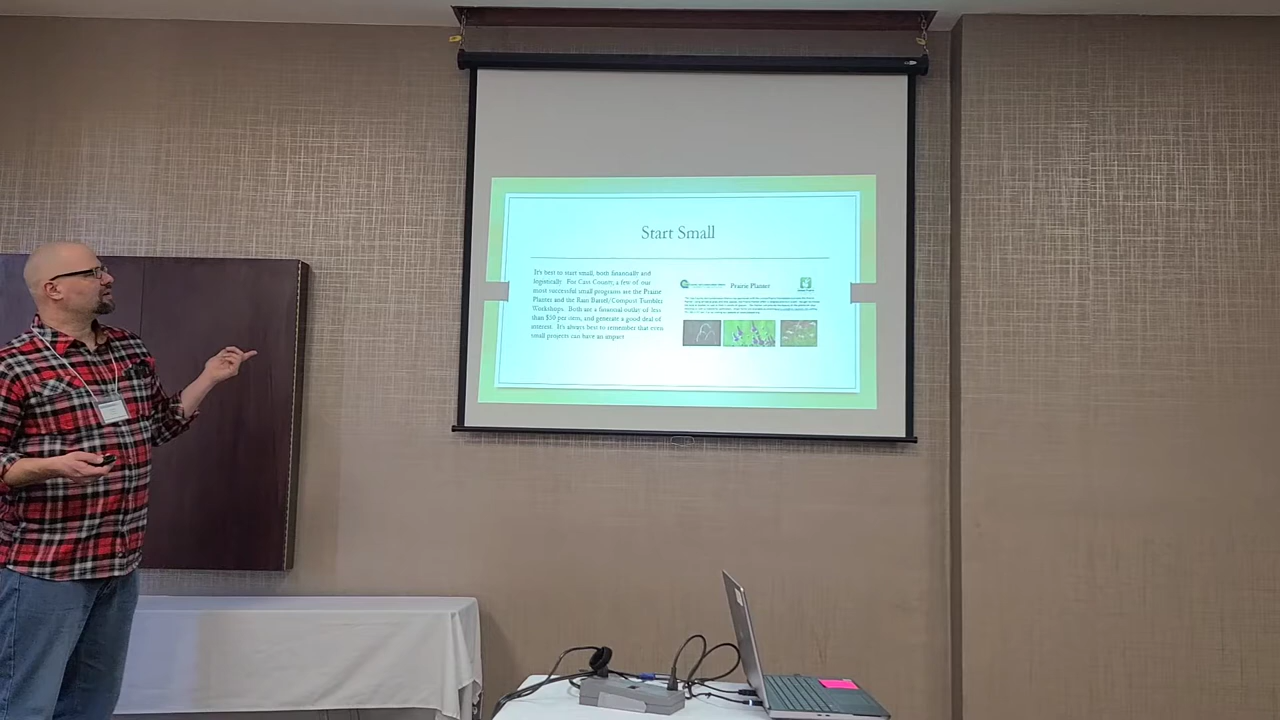 Start Small
It's best to start small, both financially and
logistically. For Cass County, a few of our
most successful small programs are the Prairie
Planter and the Rain Barrel/Compost Tumbler
Workshops. Both are a financial outlay of less
than $50 per item, and generate a good deal of
interest. It's always best to remember that even
small projects can have an impact
Prairie Planter